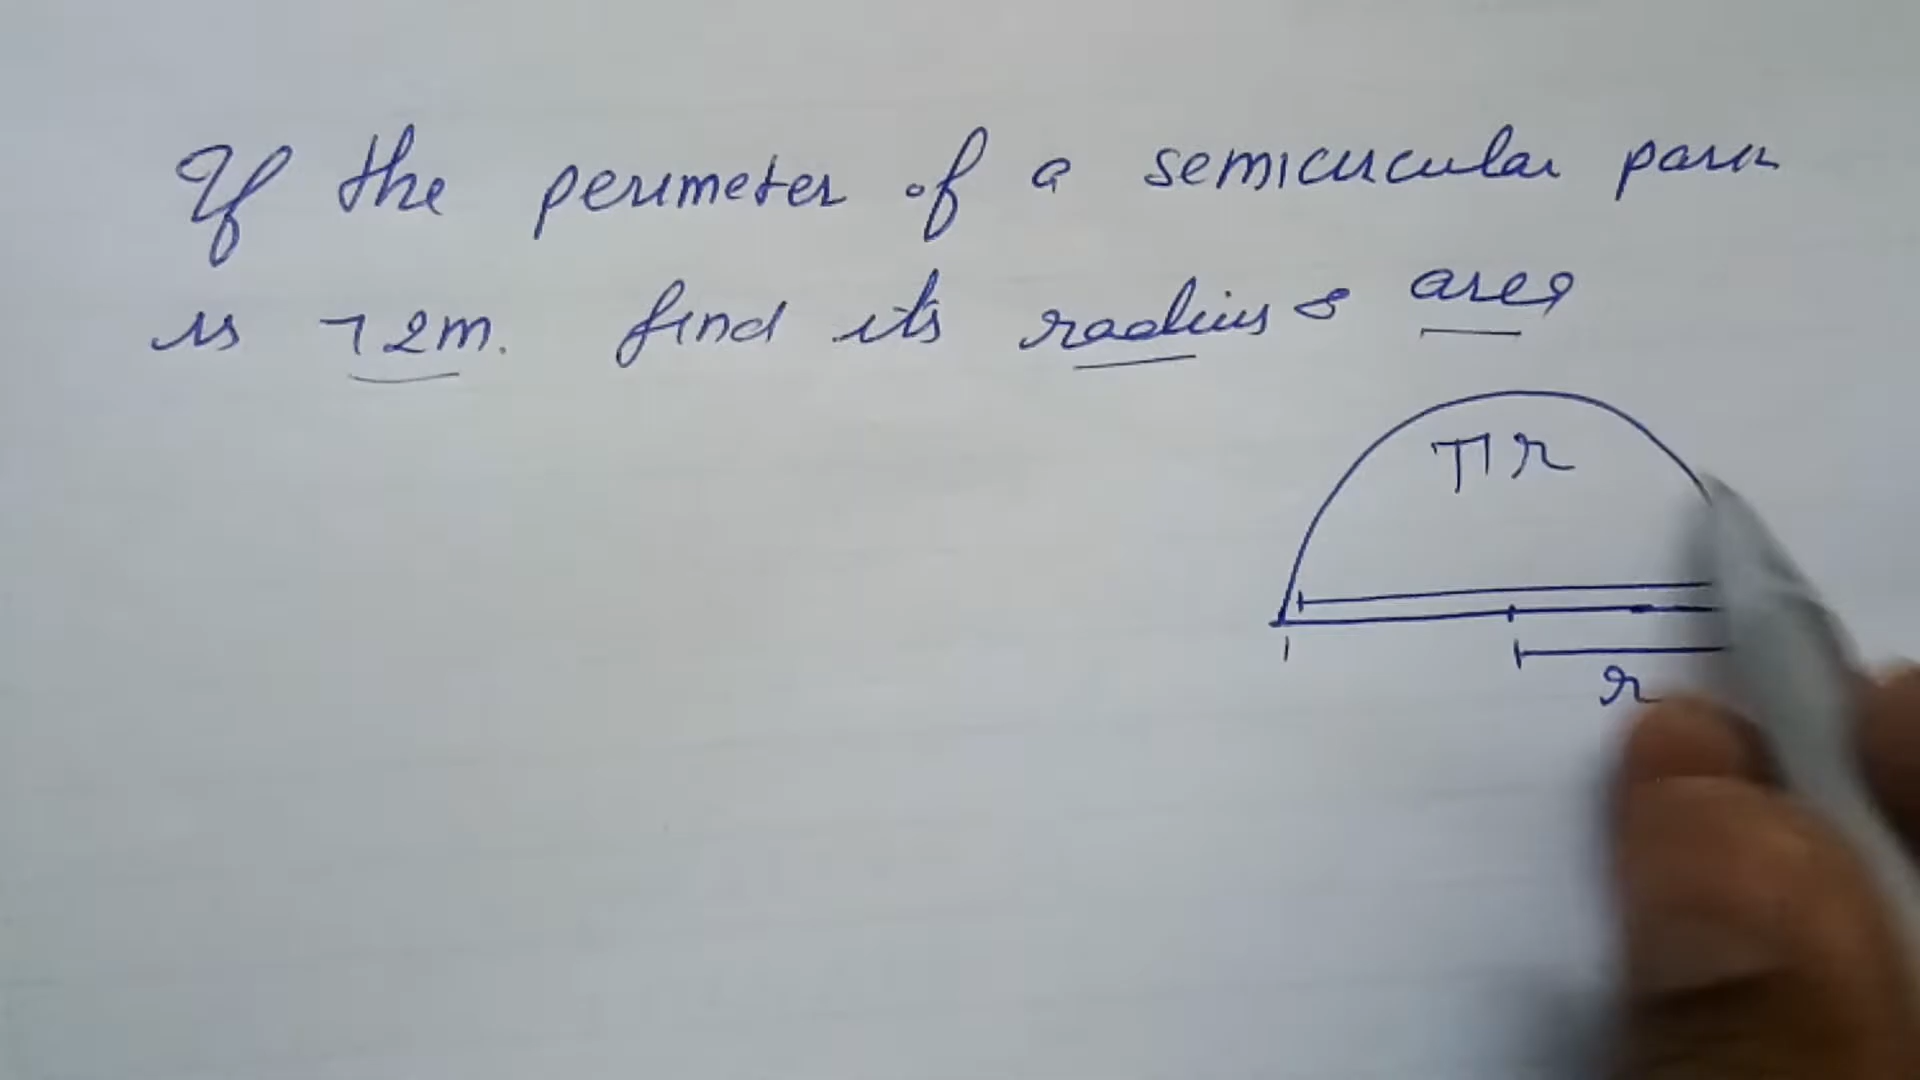 If the perimeter of a semicircular park
is 72m. find its radius & area
πr
r